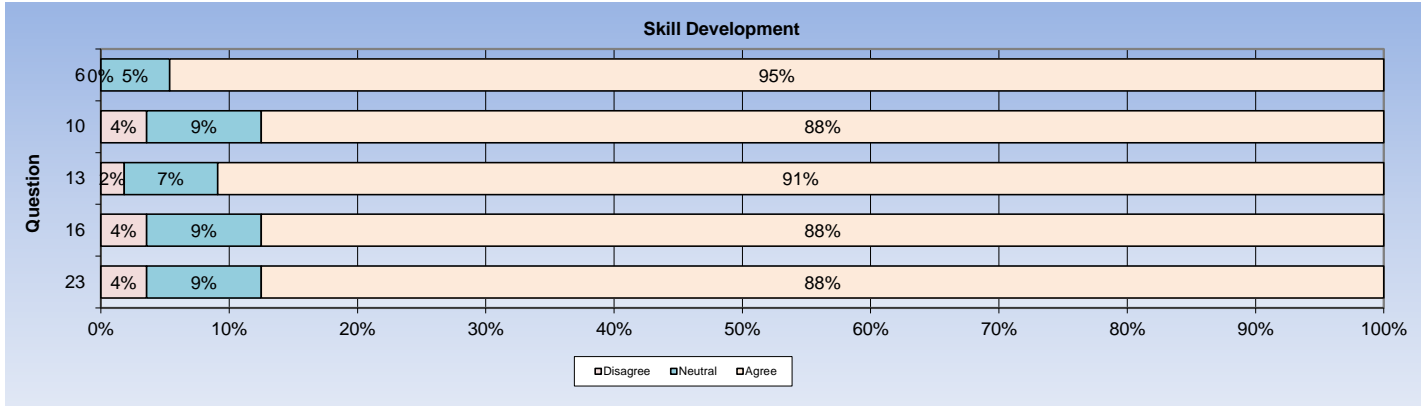 Skill Development
Question
6 0% 5% 95%
10 4% 9% 88%
13 2% 7% 91%
16 4% 9% 88%
23 4% 9% 88%
0% 10% 20% 30% 40% 50% 60% 70% 80% 90% 100%
Disagree Neutral Agree